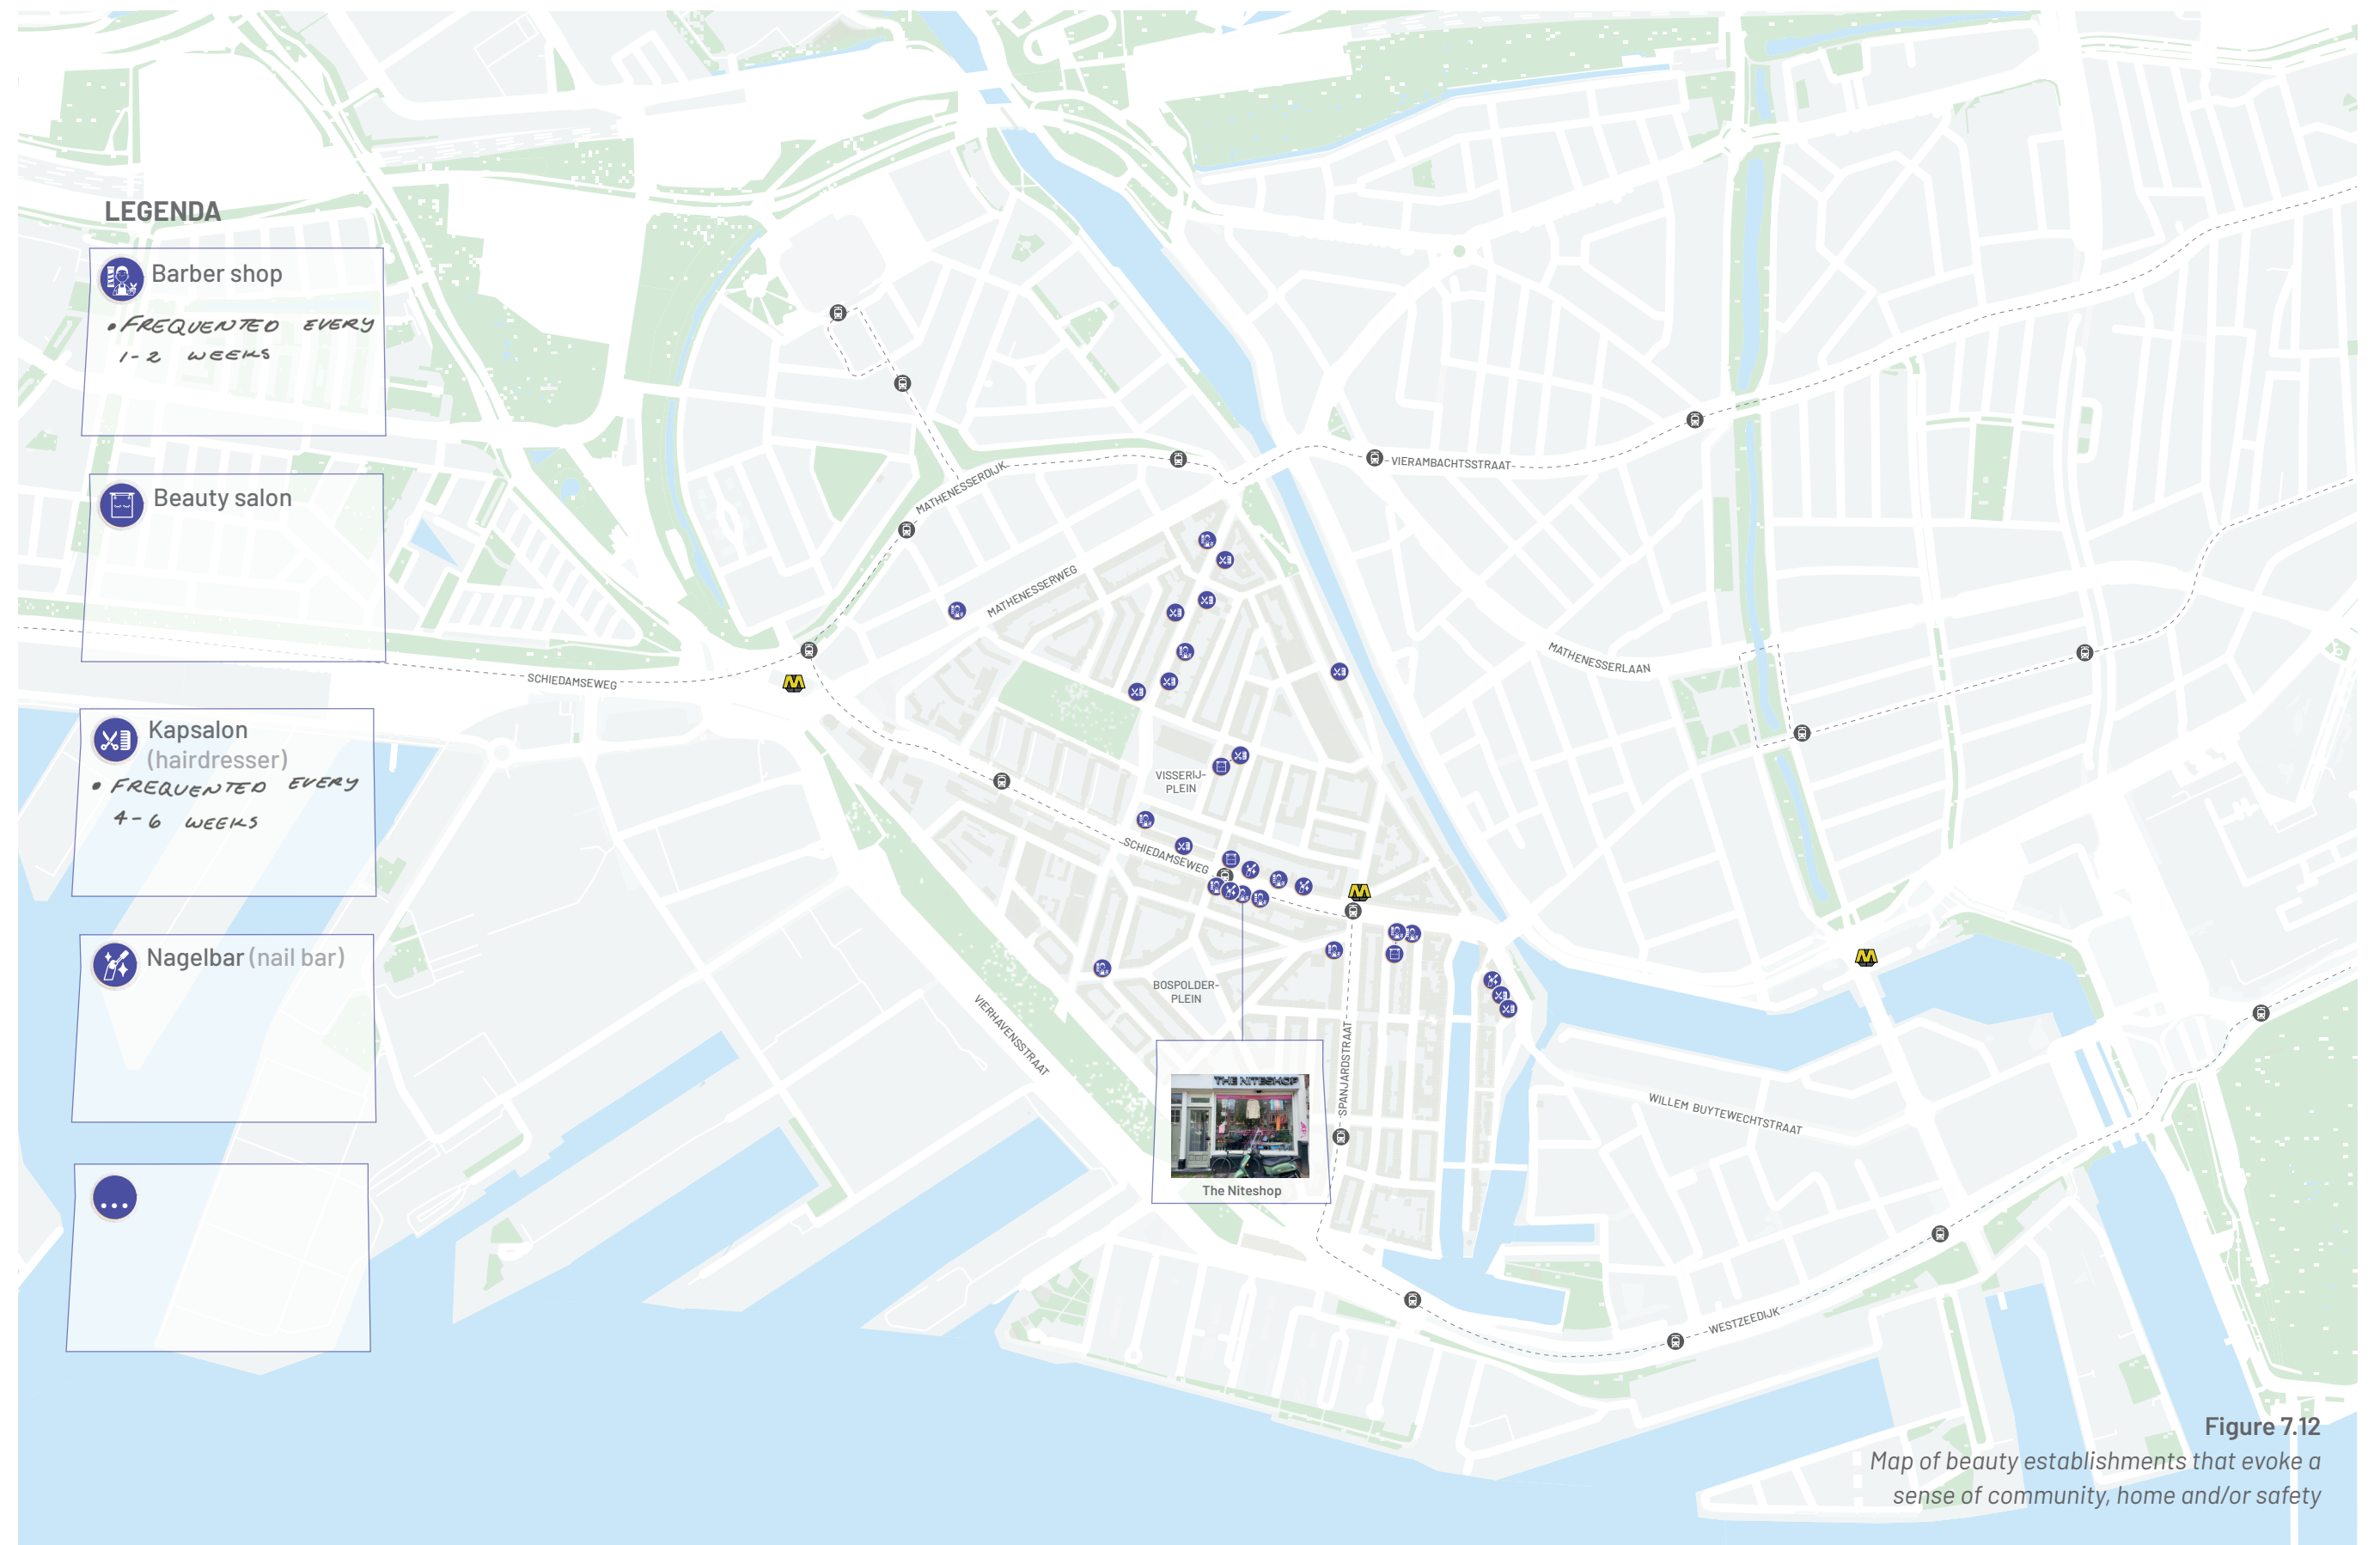 LEGENDA
Barber shop
• FREQUENTED EVERY
1-2 WEEKS
Beauty salon
Kapsalon
(hairdresser)
• FREQUENTED EVERY
4-6 WEEKS
Nagelbar (nail bar)
...
MATHENESSERDIJK
VIERAMBACHTSSTRAAT
MATHENESSERWEG
MATHENESSERLAAN
SCHIEDAMSEWEG
VISSERIJ-
PLEIN
SCHIEDAMSEWEG
BOSPOLDER-
PLEIN
VIERHAVENSSTRAAT
SPANJARDSTRAAT
WILLEM BUYTEWECHTSTRAAT
THE NITESHOP
The Niteshop
WESTZEEDIJK
Figure 7.12
Map of beauty establishments that evoke a
sense of community, home and/or safety